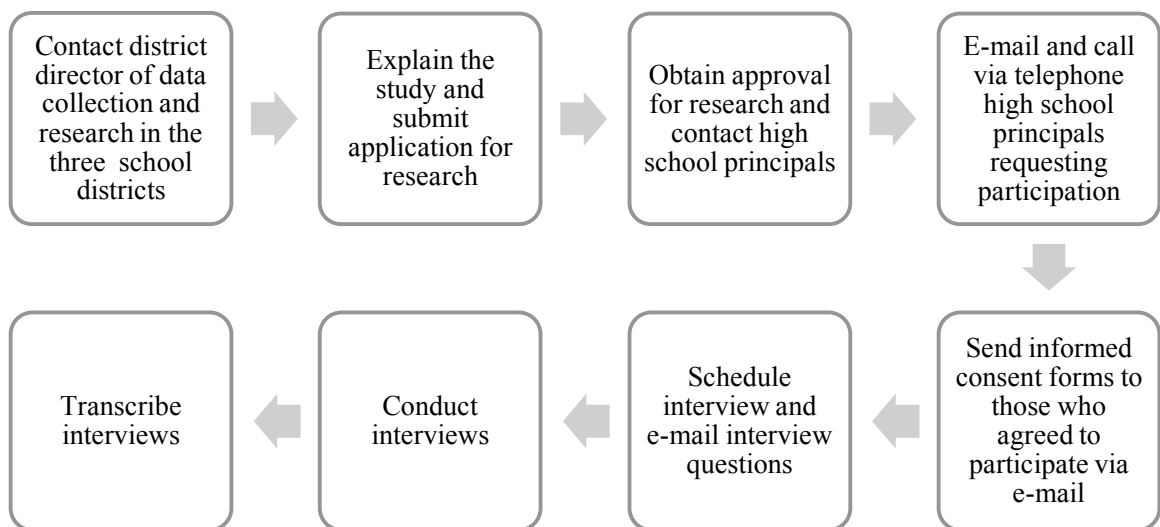 Contact district
director of data
collection and
research in the
three school
districts
Explain the
study and
submit
application for
research
Obtain approval
for research and
contact high
school principals
E-mail and call
via telephone
high school
principals
requesting
participation
Send informed
consent forms to
those who
agreed to
participate via
e-mail
Schedule
interview and
e-mail interview
questions
Conduct
interviews
Transcribe
interviews